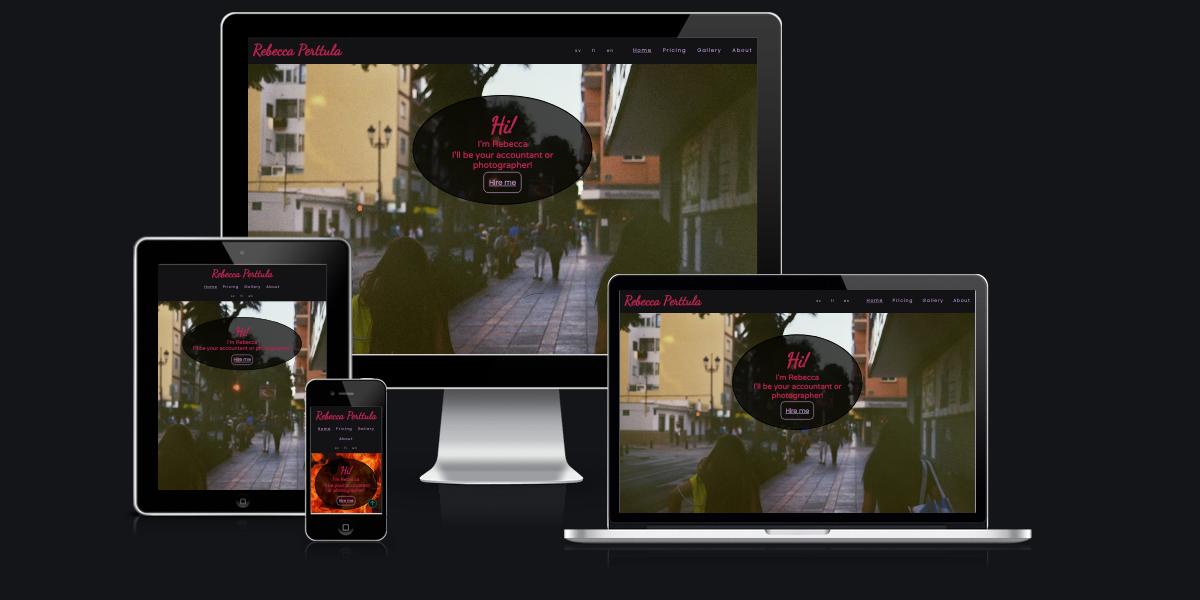 Rebecca Perttula
sv fi en Home Pricing Gallery About
Hi!
I'm Rebecca
I'll be your accountant or
photographer!
Hire me
Rebecca Perttula
Home Pricing Gallery About
sv fi en
Hi!
I'm Rebecca
I'll be your accountant or photographer!
Hire me
Rebecca Perttula
Home Pricing Gallery
About
sv fi en
Hi!
I'm Rebecca
I'll be your accountant
or photographer!
Hire me
Rebecca Perttula
sv fi en Home Pricing Gallery About
Hi!
I'm Rebecca
I'll be your accountant or
photographer!
Hire me